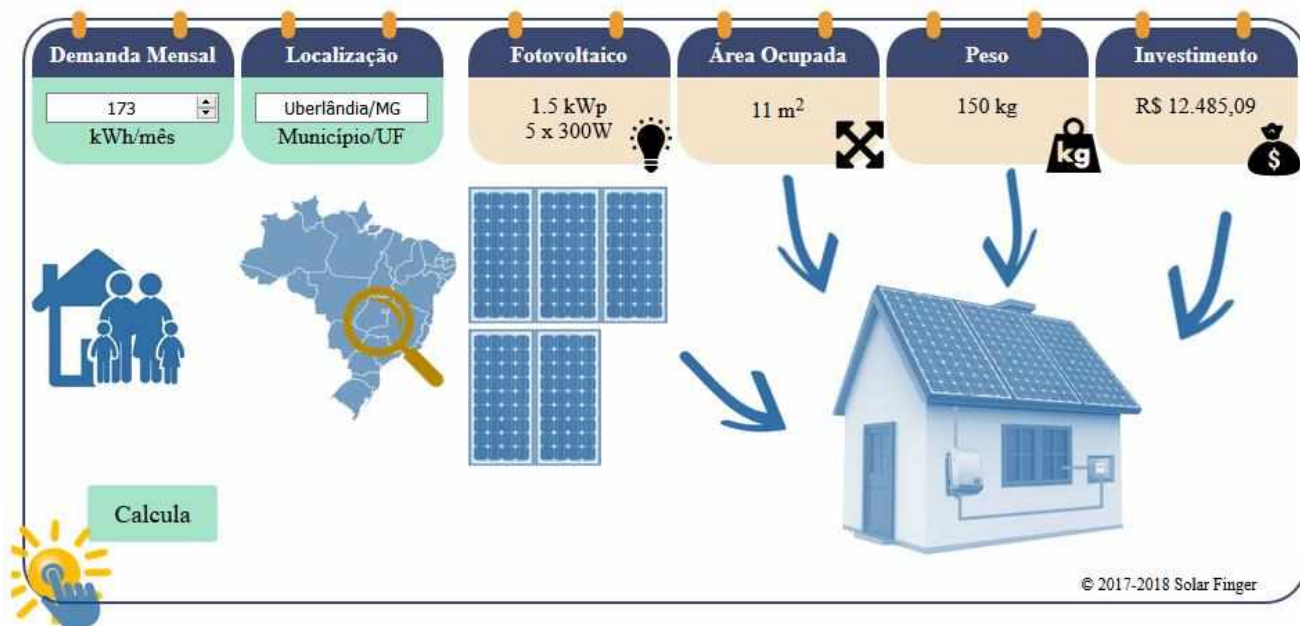 Demanda Mensal
173
kWh/mês
Localização
Uberlândia/MG
Município/UF
Fotovoltaico
1.5 kWp
5 x 300W
Área Ocupada
11 m²
Peso
150 kg
kg
Investimento
R$ 12.485,09
$
Calcula
© 2017-2018 Solar Finger